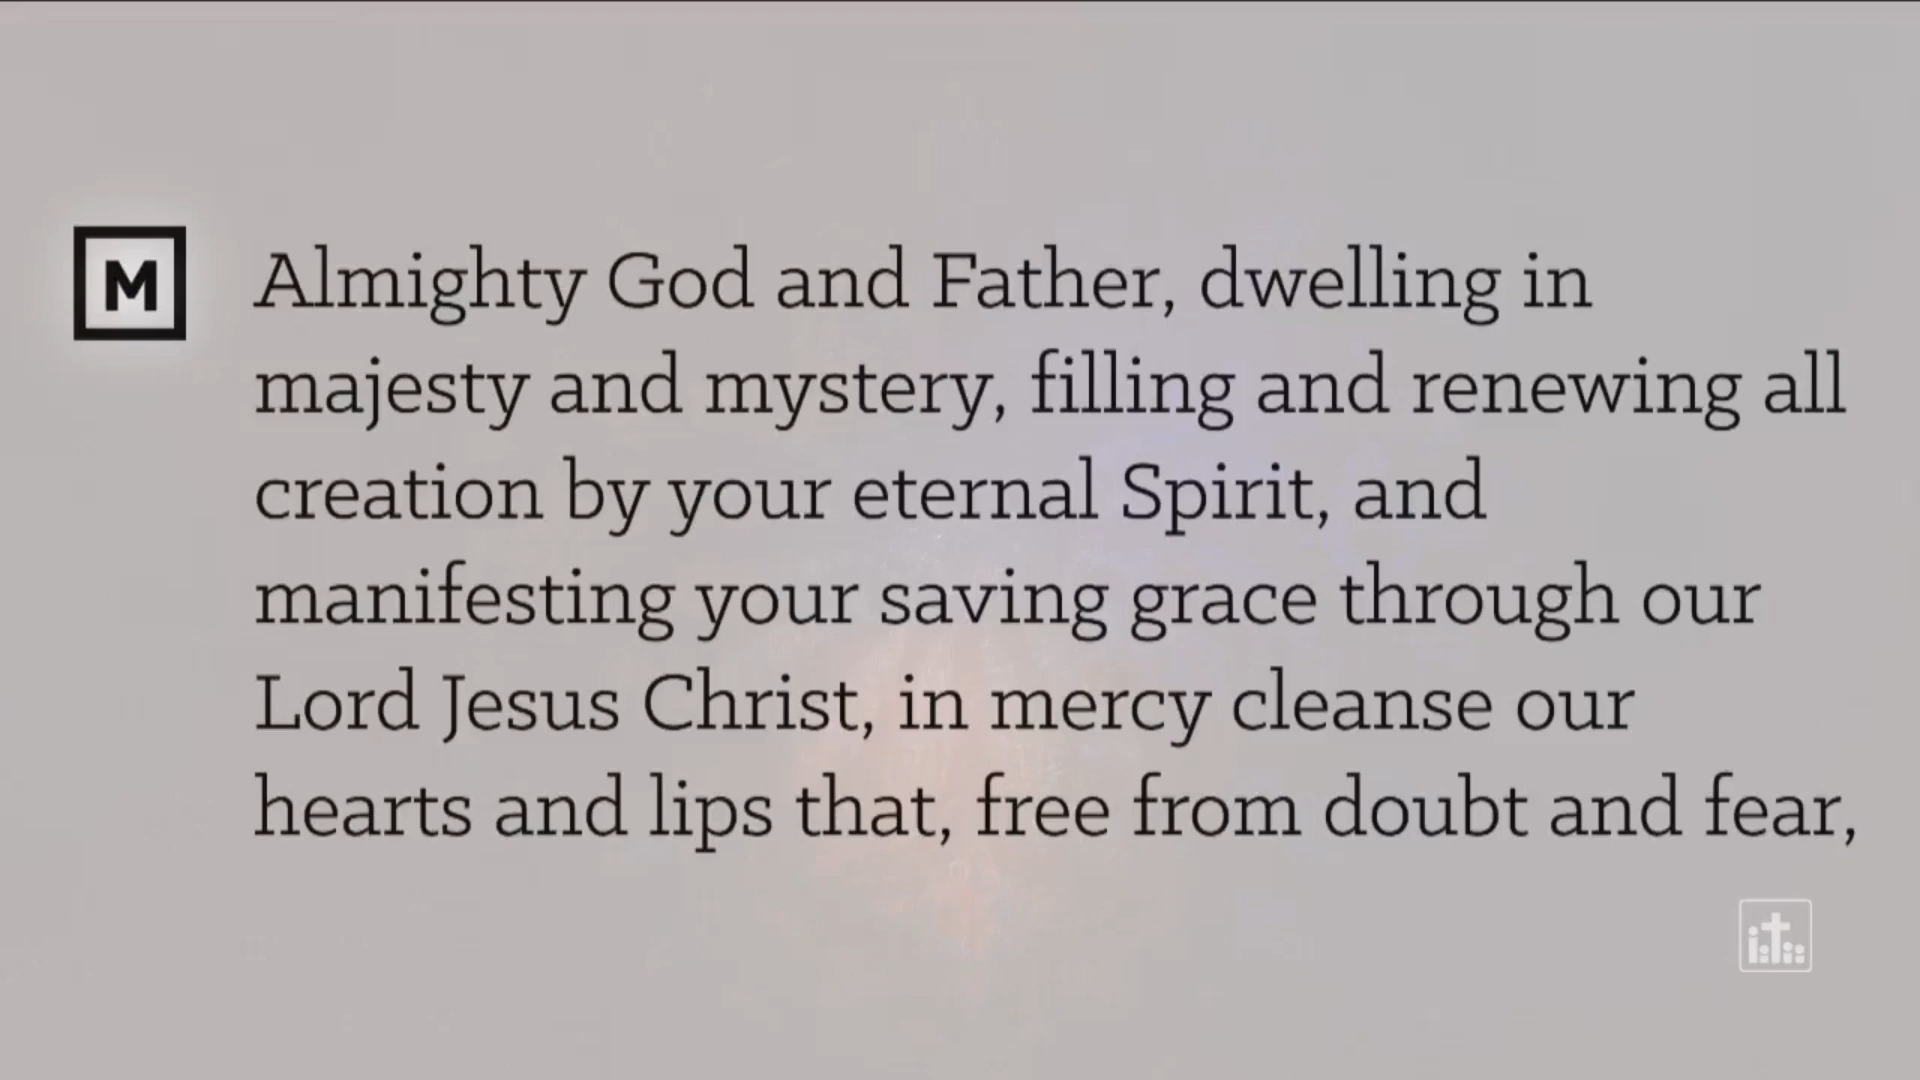 M Almighty God and Father, dwelling in
majesty and mystery, filling and renewing all
creation by your eternal Spirit, and
manifesting your saving grace through our
Lord Jesus Christ, in mercy cleanse our
hearts and lips that, free from doubt and fear,